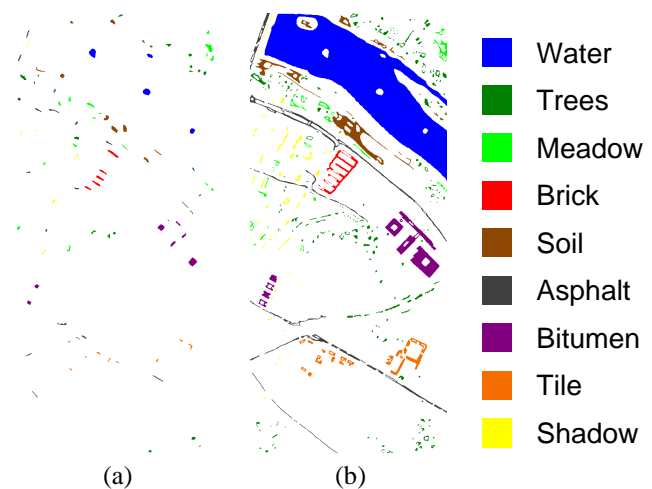 Water
Trees
Meadow
Brick
Soil
Asphalt
Bitumen
Tile
Shadow
(a) (b)